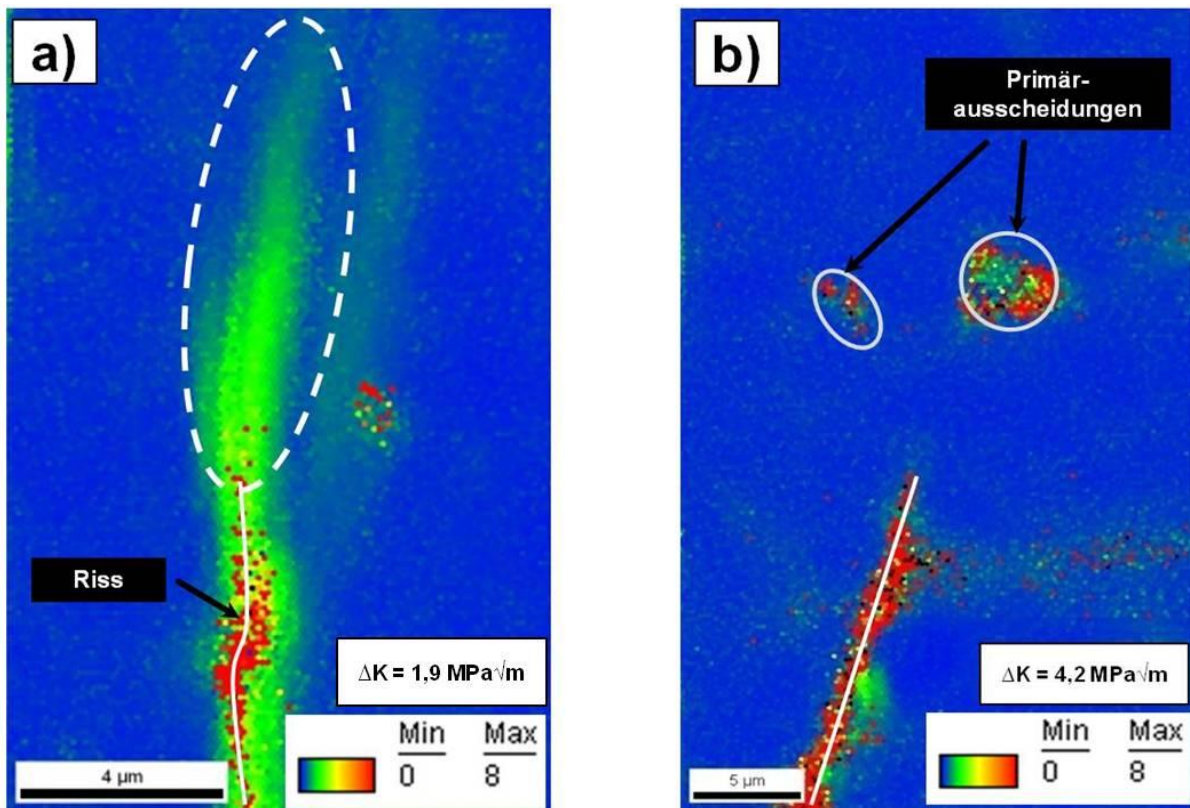 a)
Riss
ΔK = 1,9 MPa√m
Min Max
0 8
4 µm
b)
Primär-
ausscheidungen
ΔK = 4,2 MPa√m
Min Max
0 8
5 µm